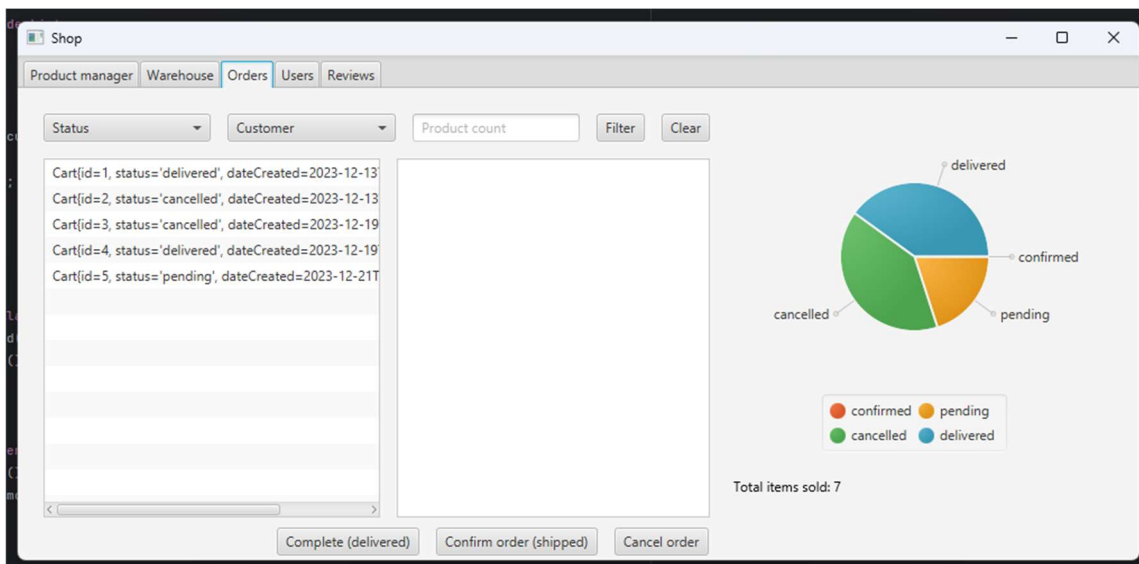 Shop
Product manager Warehouse Orders Users Reviews
Status Customer Product count Filter Clear
Cart{id=1, status='delivered', dateCreated=2023-12-13T
Cart{id=2, status='cancelled', dateCreated=2023-12-13
Cart{id=3, status='cancelled', dateCreated=2023-12-19
Cart{id=4, status='delivered', dateCreated=2023-12-19T
Cart{id=5, status='pending', dateCreated=2023-12-21T
delivered
confirmed
cancelled pending
confirmed pending
cancelled delivered
Total items sold: 7
Complete (delivered) Confirm order (shipped) Cancel order